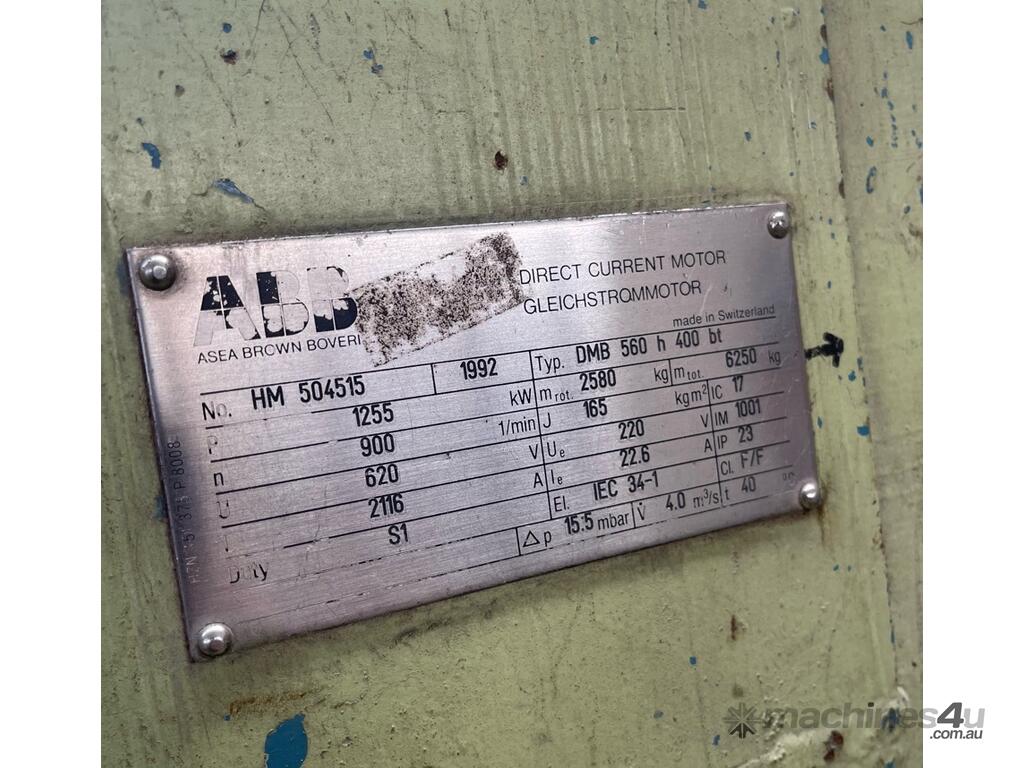 ABB
DIRECT CURRENT MOTOR
GLEICHSTROMMOTOR
ASEA BROWN BOVERI
made in Switzerland
No. HM 504515 1992 Typ. DMB 560 h 400 bt
P 1255 kW m rot. 2580 kg m tot. 6250 kg
n 900 1/min J 165 kgm² IC 17
U 620 V Ue 220 V IM 1001
I 2116 A Ie 22.6 A IP 23
Duty S1 El. IEC 34-1 Cl. F/F
Δp 15.5 mbar V̇ 4.0 m³/s t 40 °C
P 8008
machines4u
.com.au